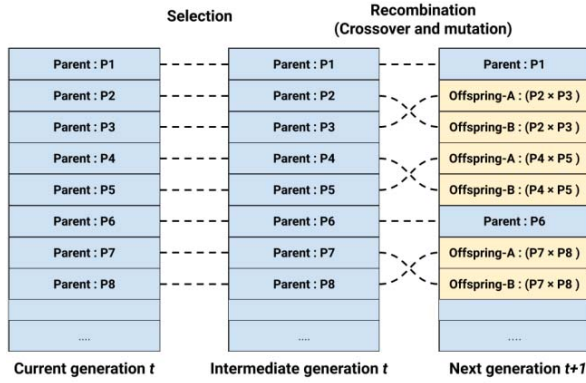 Selection
Recombination
(Crossover and mutation)
Parent : P1
Parent : P2
Parent : P3
Parent : P4
Parent : P5
Parent : P6
Parent : P7
Parent : P8
....
Current generation t
Parent : P1
Parent : P2
Parent : P3
Parent : P4
Parent : P5
Parent : P6
Parent : P7
Parent : P8
....
Intermediate generation t
Parent : P1
Offspring-A : (P2 × P3 )
Offspring-B : (P2 × P3 )
Offspring-A : (P4 × P5 )
Offspring-B : (P4 × P5 )
Parent : P6
Offspring-A : (P7 × P8 )
Offspring-B : (P7 × P8 )
....
Next generation t+1